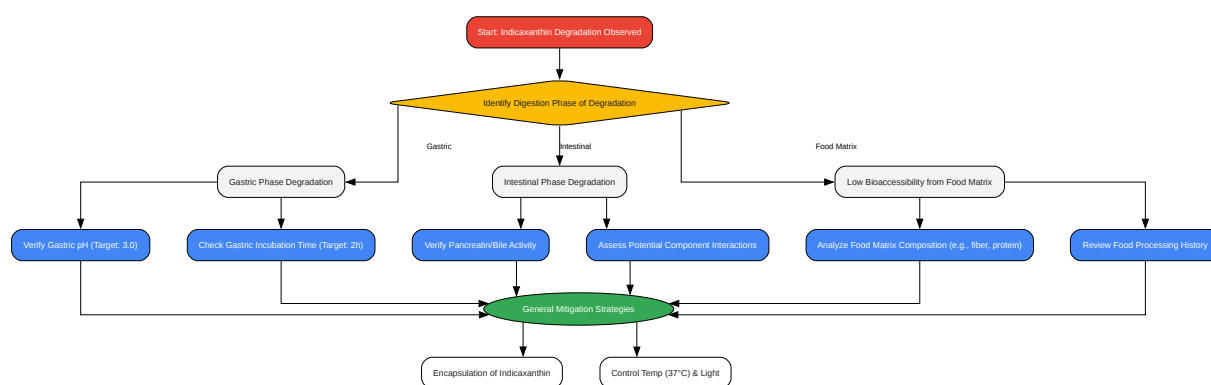 Start: Indicaxanthin Degradation Observed
Identify Digestion Phase of Degradation
Gastric
Intestinal
Food Matrix
Gastric Phase Degradation
Intestinal Phase Degradation
Low Bioaccessibility from Food Matrix
Verify Gastric pH (Target: 3.0)
Check Gastric Incubation Time (Target: 2h)
Verify Pancreatin/Bile Activity
Assess Potential Component Interactions
Analyze Food Matrix Composition (e.g., fiber, protein)
Review Food Processing History
General Mitigation Strategies
Encapsulation of Indicaxanthin
Control Temp (37°C) & Light